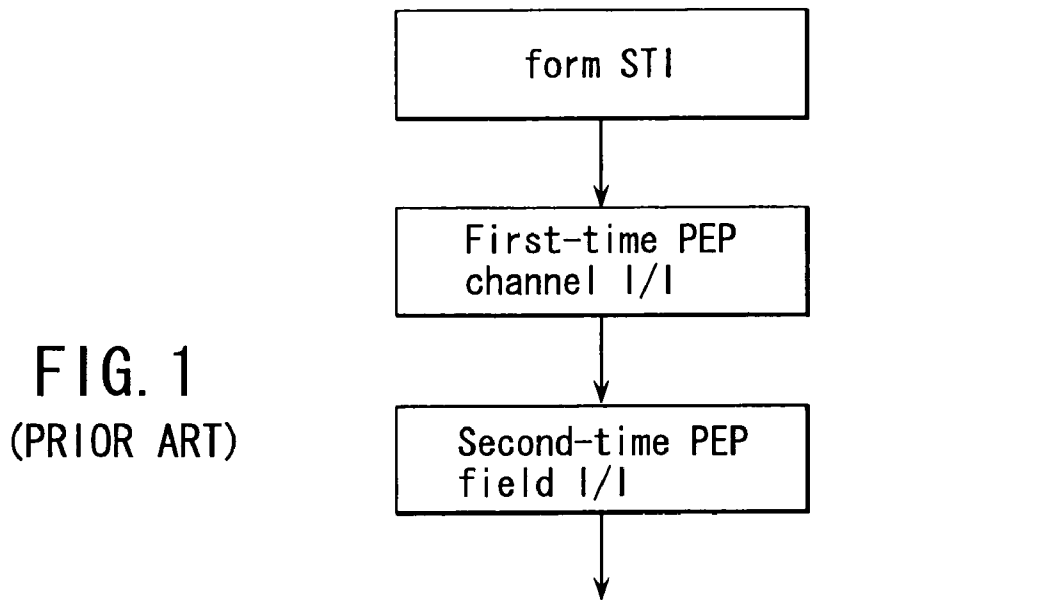 form STI
First-time PEP
channel I/I
FIG. 1
(PRIOR ART)
Second-time PEP
field I/I